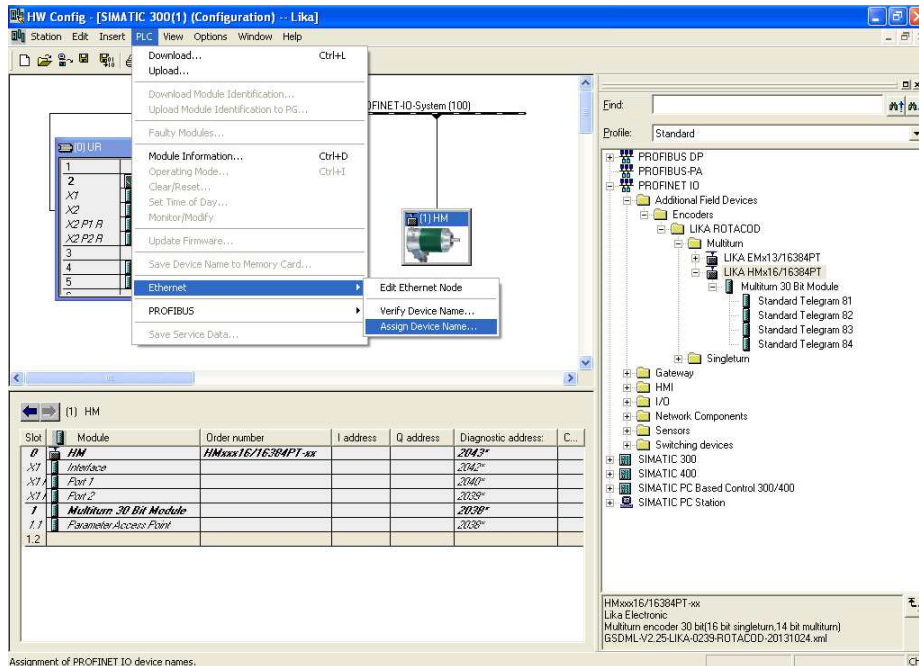 HW Config - [SIMATIC 300(1) (Configuration) -- Lika]
Station Edit Insert PLC View Options Window Help
Download... Ctrl+L
Upload...
Download Module Identification...
Upload Module Identification to PG...
Faulty Modules...
Module Information... Ctrl+D
Operating Mode... Ctrl+I
Clear/Reset...
Set Time of Day...
Monitor/Modify
Update Firmware...
Save Device Name to Memory Card...
Ethernet
PROFIBUS
Save Service Data...
Edit Ethernet Node
Verify Device Name...
Assign Device Name...
OFINET-IO-System (100)
(0) UR
1
2
X1
X2
X2 P1 R
X2 P2 R
3
4
5
(1) HM
Find:
Profile: Standard
PROFIBUS DP
PROFIBUS-PA
PROFINET IO
Additional Field Devices
Encoders
LIKA ROTACOD
Multiturn
LIKA EMx13/16384PT
LIKA HMx16/16384PT
Multiturn 30 Bit Module
Standard Telegram 81
Standard Telegram 82
Standard Telegram 83
Standard Telegram 84
Singleturn
Gateway
HMI
I/O
Network Components
Sensors
Switching devices
SIMATIC 300
SIMATIC 400
SIMATIC PC Based Control 300/400
SIMATIC PC Station
(1) HM
Slot Module Order number I address Q address Diagnostic address: C...
0 HM HMxxx16/16384PT-xx 2043*
X1 Interface 2042*
X1 Port 1 2040*
X1 Port 2 2039*
1 Multiturn 30 Bit Module 2038*
1.1 Parameter Access Point 2038*
1.2
HMxxx16/16384PT-xx
Lika Electronic
Multiturn encoder 30 bit(16 bit singleturn,14 bit multiturn)
GSDML-V2.25-LIKA-0239-ROTACOD-20131024.xml
Assignment of PROFINET IO device names. Ch